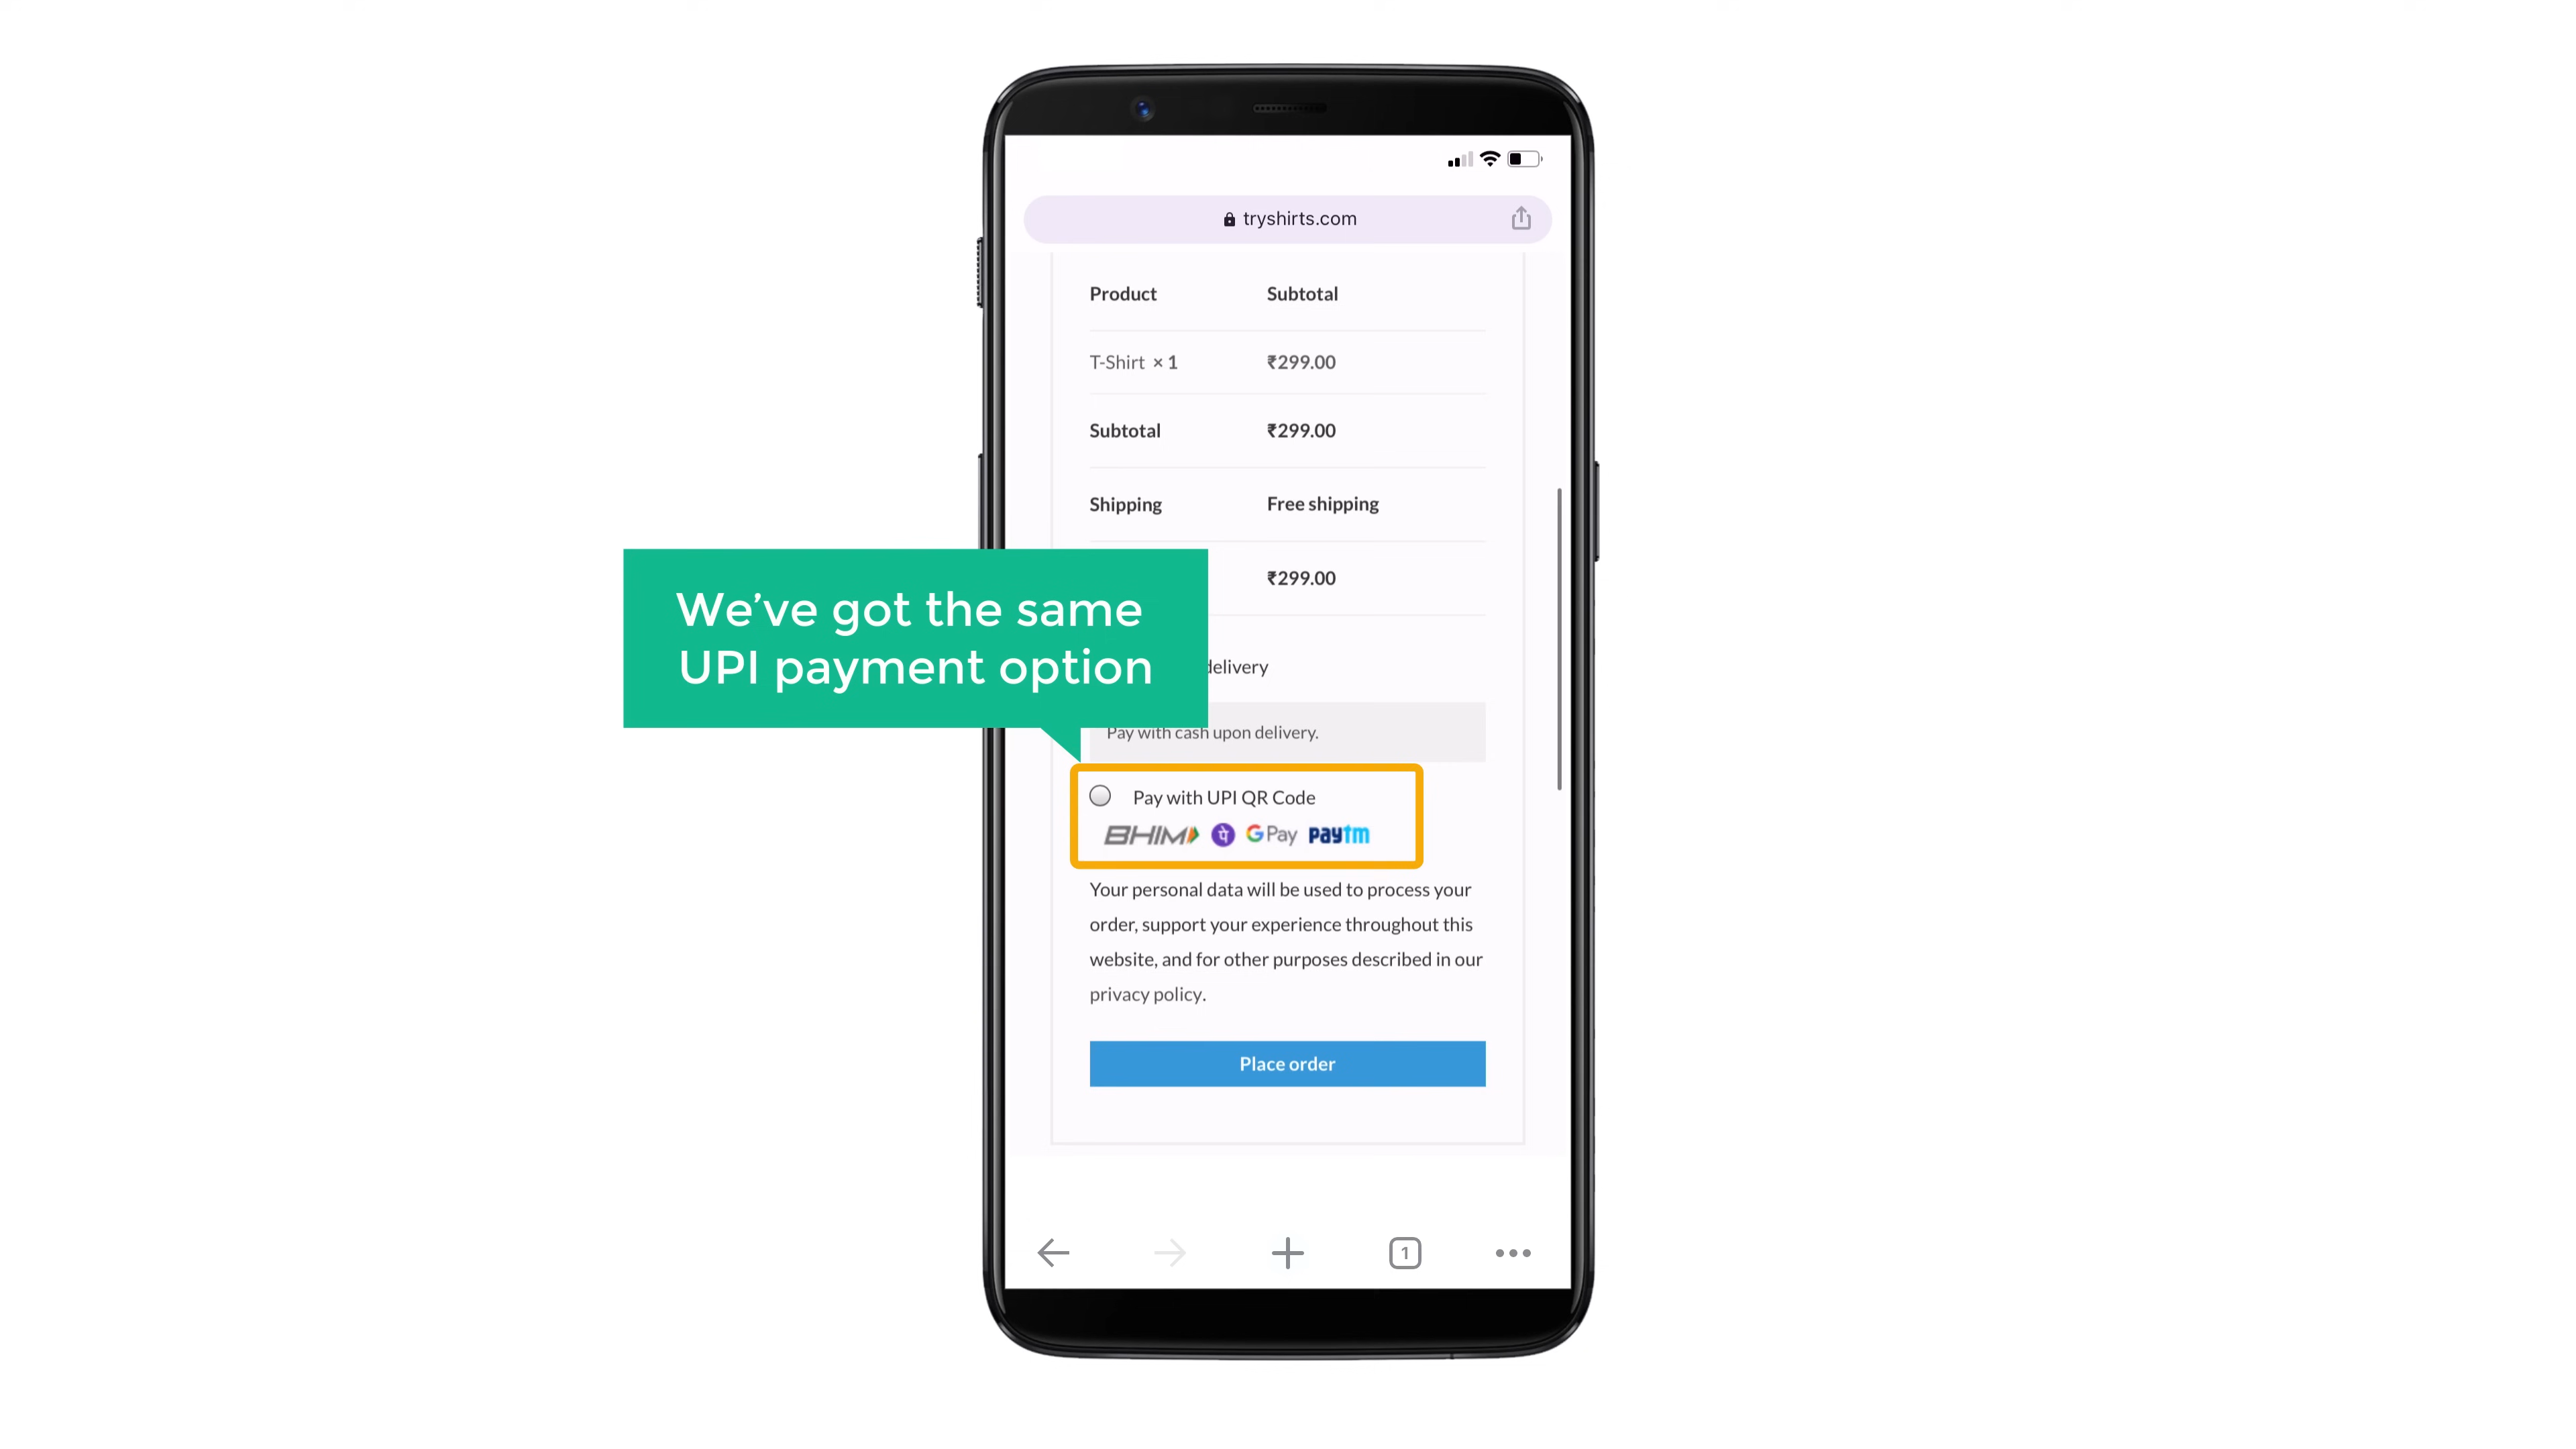 tryshirts.com
Product Subtotal
T-Shirt × 1 ₹299.00
Subtotal ₹299.00
Shipping Free shipping
₹299.00
We’ve got the same
UPI payment option
delivery
Pay with cash upon delivery.
Pay with UPI QR Code
BHIM पे G Pay paytm
Your personal data will be used to process your
order, support your experience throughout this
website, and for other purposes described in our
privacy policy.
Place order
1